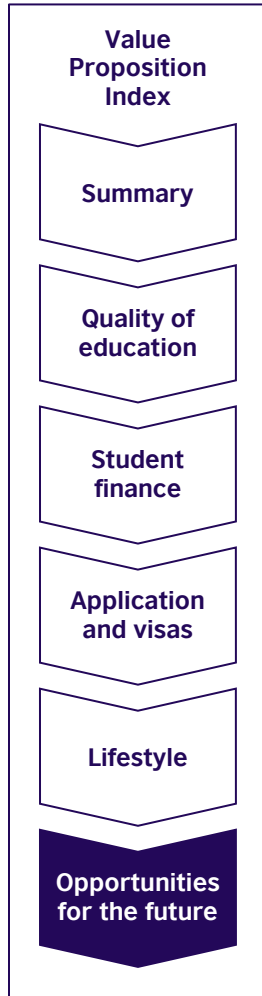 Value
Proposition
Index
Summary
Quality of
education
Student
finance
Application
and visas
Lifestyle
Opportunities
for the future